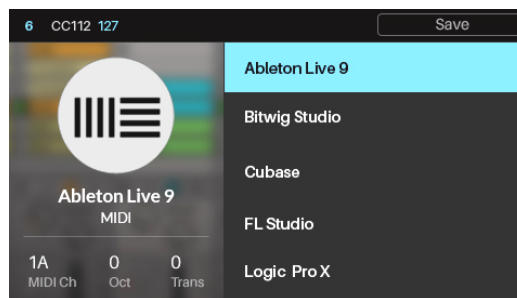 6 CC112 127 Save
Ableton Live 9
Bitwig Studio
Cubase
FL Studio
Logic Pro X
Ableton Live 9
MIDI
1A 0 0
MIDI Ch Oct Trans